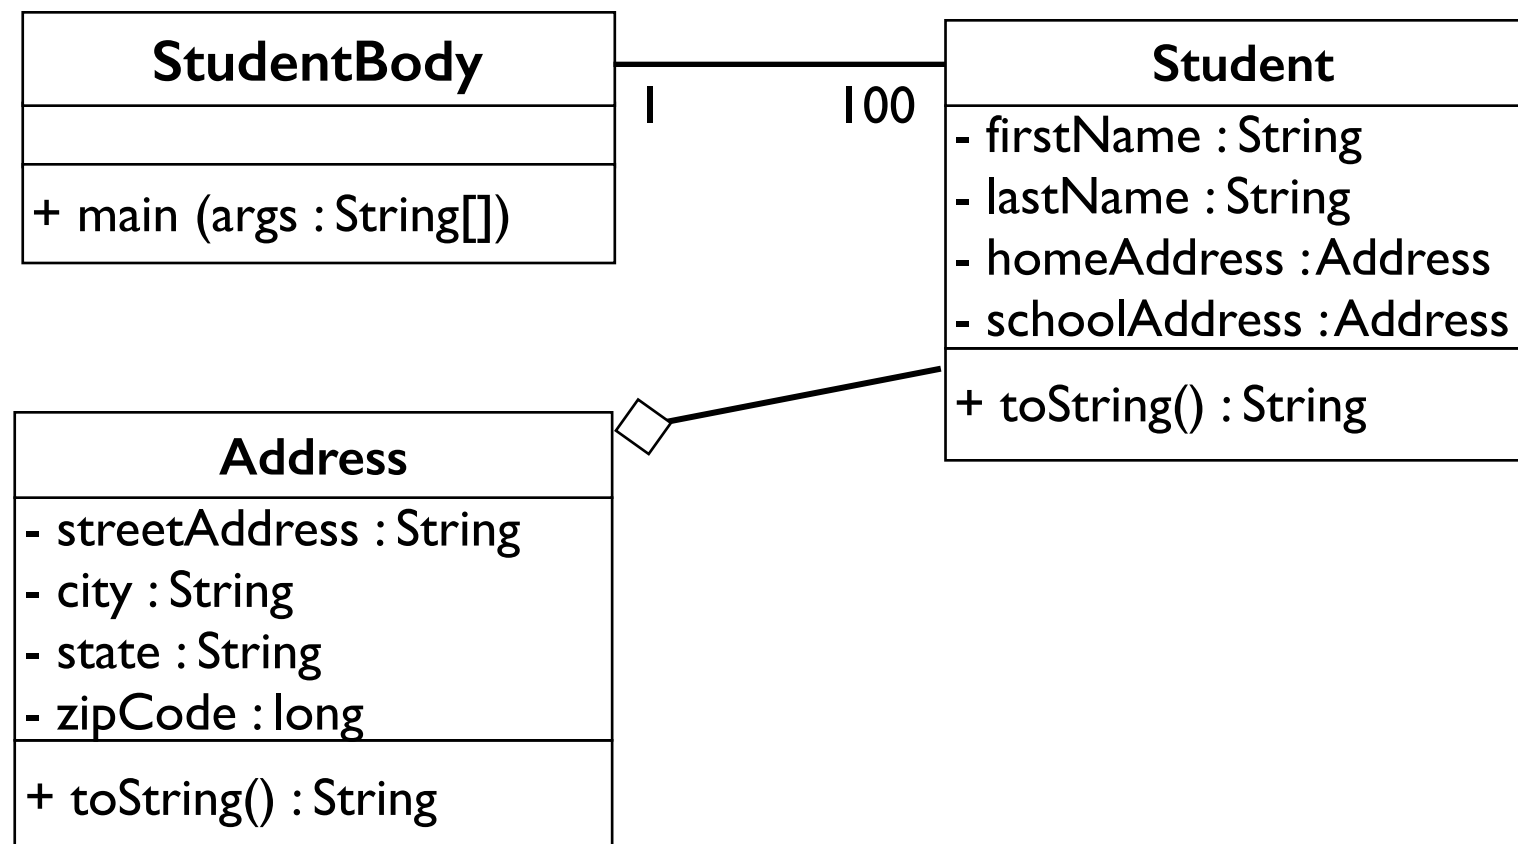 StudentBody
+ main (args : String[])
1
100
Student
- firstName : String
- lastName : String
- homeAddress : Address
- schoolAddress : Address
+ toString() : String
Address
- streetAddress : String
- city : String
- state : String
- zipCode : long
+ toString() : String